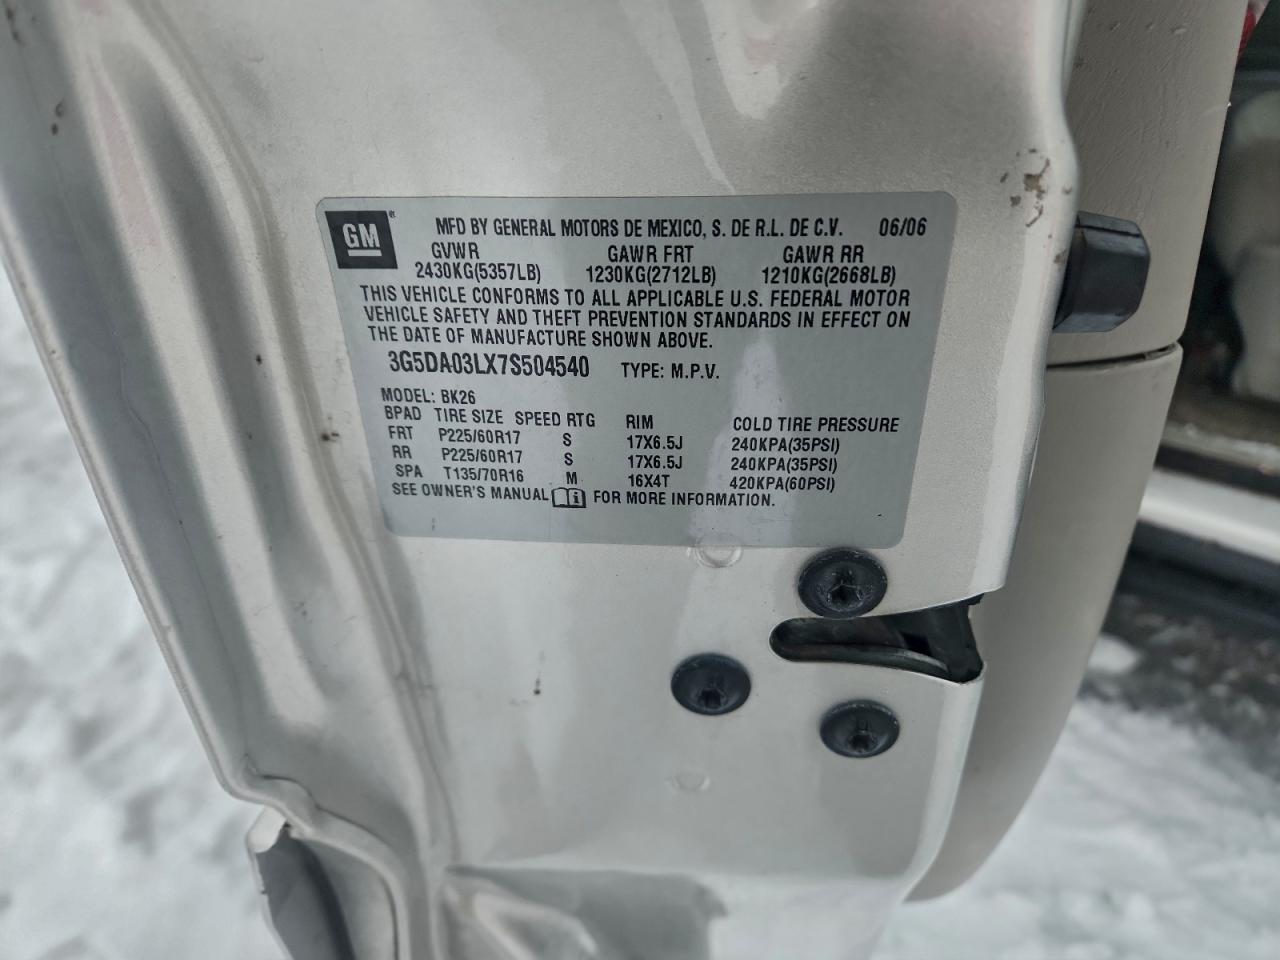 GM ® MFD BY GENERAL MOTORS DE MEXICO, S. DE R.L. DE C.V. 06/06
GVWR GAWR FRT GAWR RR
2430KG(5357LB) 1230KG(2712LB) 1210KG(2668LB)
THIS VEHICLE CONFORMS TO ALL APPLICABLE U.S. FEDERAL MOTOR
VEHICLE SAFETY AND THEFT PREVENTION STANDARDS IN EFFECT ON
THE DATE OF MANUFACTURE SHOWN ABOVE.
3G5DA03LX7S504540 TYPE: M.P.V.
MODEL: BK26
BPAD TIRE SIZE SPEED RTG RIM COLD TIRE PRESSURE
FRT P225/60R17 S 17X6.5J 240KPA(35PSI)
RR P225/60R17 S 17X6.5J 240KPA(35PSI)
SPA T135/70R16 M 16X4T 420KPA(60PSI)
SEE OWNER'S MANUAL i FOR MORE INFORMATION.